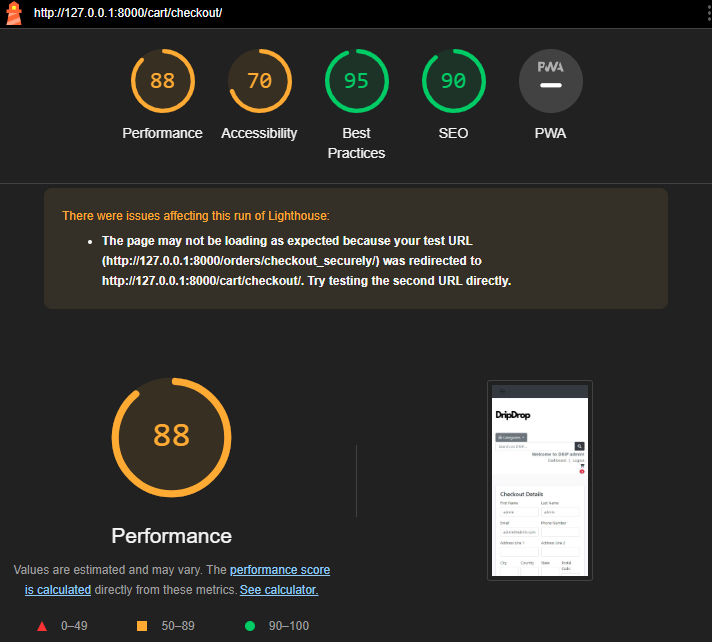 http://127.0.0.1:8000/cart/checkout/
88
70
95
90
PWA
Performance
Accessibility
Best
Practices
SEO
PWA
There were issues affecting this run of Lighthouse:
• The page may not be loading as expected because your test URL
(http://127.0.0.1:8000/orders/checkout_securely/) was redirected to
http://127.0.0.1:8000/cart/checkout/. Try testing the second URL directly.
88
Performance
Values are estimated and may vary. The performance score
is calculated directly from these metrics. See calculator.
0–49
50–89
90–100
DripDrop
Categories
Welcome to DRIP admin
Dashboard | Logout
Checkout Details
First Name Last Name
admin admin
Email Phone Number
Address Line 1 Address Line 2
City County State Postal
Code